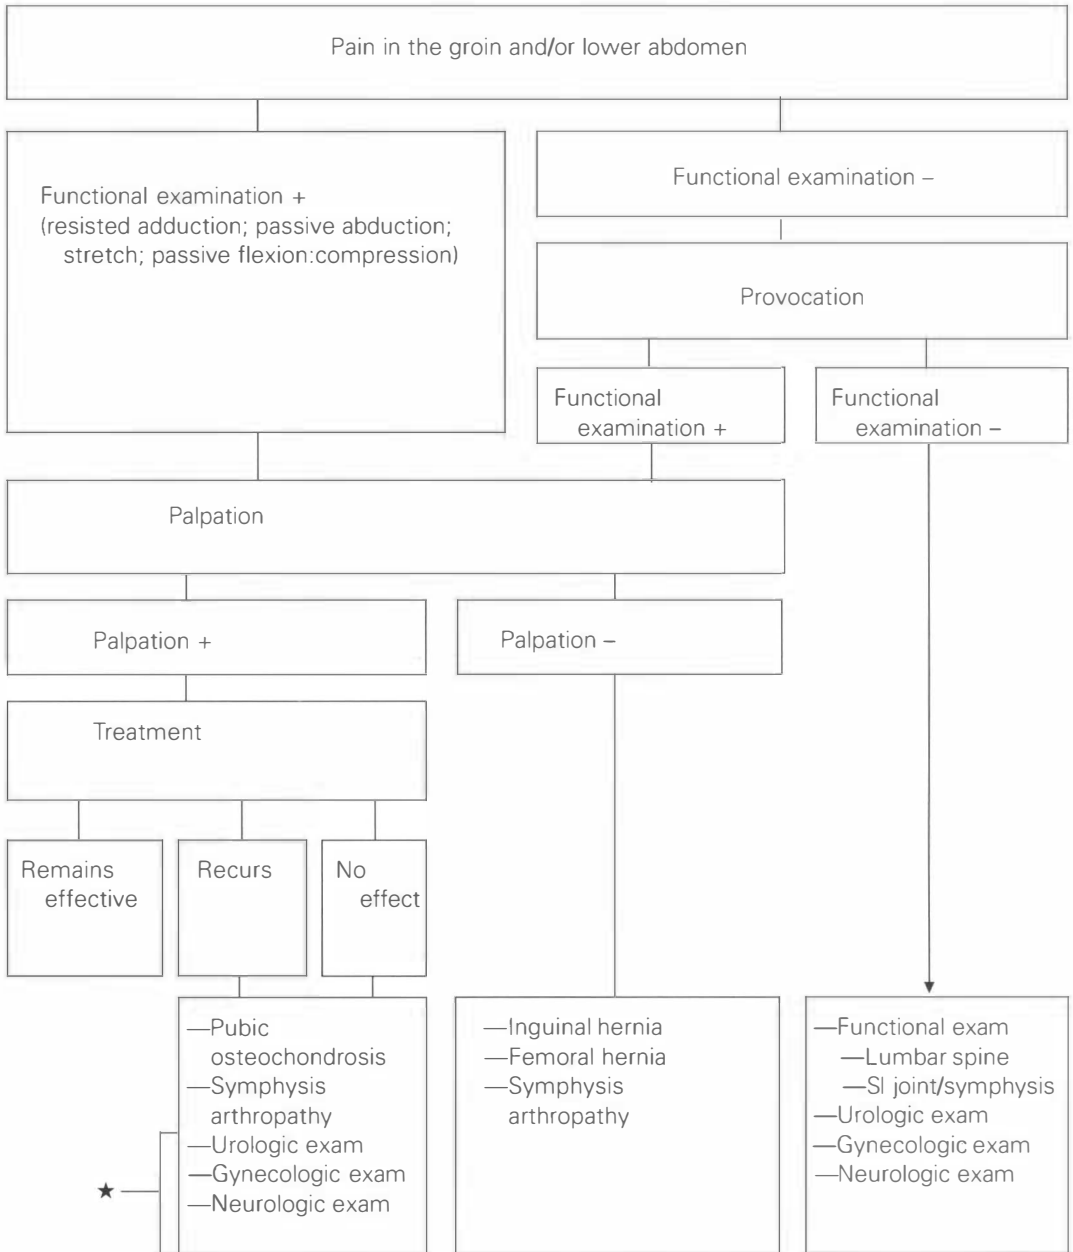 Pain in the groin and/or lower abdomen
Functional examination +
(resisted adduction; passive abduction;
stretch; passive flexion:compression)
Functional examination –
Provocation
Functional
examination +
Functional
examination –
Palpation
Palpation +
Palpation –
Treatment
Remains
effective
Recurs
No
effect
—Pubic
osteochondrosis
—Symphysis
arthropathy
—Urologic exam
—Gynecologic exam
—Neurologic exam
★
—Inguinal hernia
—Femoral hernia
—Symphysis
arthropathy
—Functional exam
—Lumbar spine
—SI joint/symphysis
—Urologic exam
—Gynecologic exam
—Neurologic exam